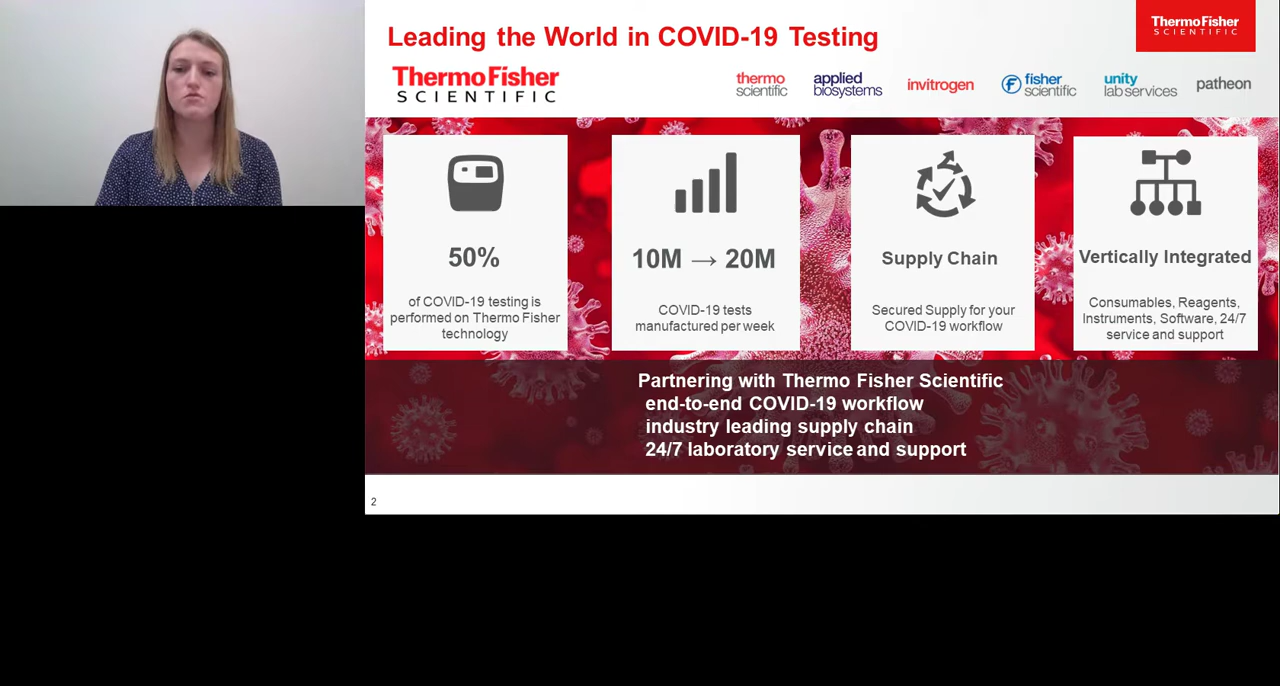 Leading the World in COVID-19 Testing
ThermoFisher
SCIENTIFIC
ThermoFisher
SCIENTIFIC
thermo
scientific
applied
biosystems
invitrogen
fisher
scientific
unity
lab services
patheon
50%
of COVID-19 testing is
performed on Thermo Fisher
technology
10M → 20M
COVID-19 tests
manufactured per week
Supply Chain
Secured Supply for your
COVID-19 workflow
Vertically Integrated
Consumables, Reagents,
Instruments, Software, 24/7
service and support
Partnering with Thermo Fisher Scientific
end-to-end COVID-19 workflow
industry leading supply chain
24/7 laboratory service and support
2